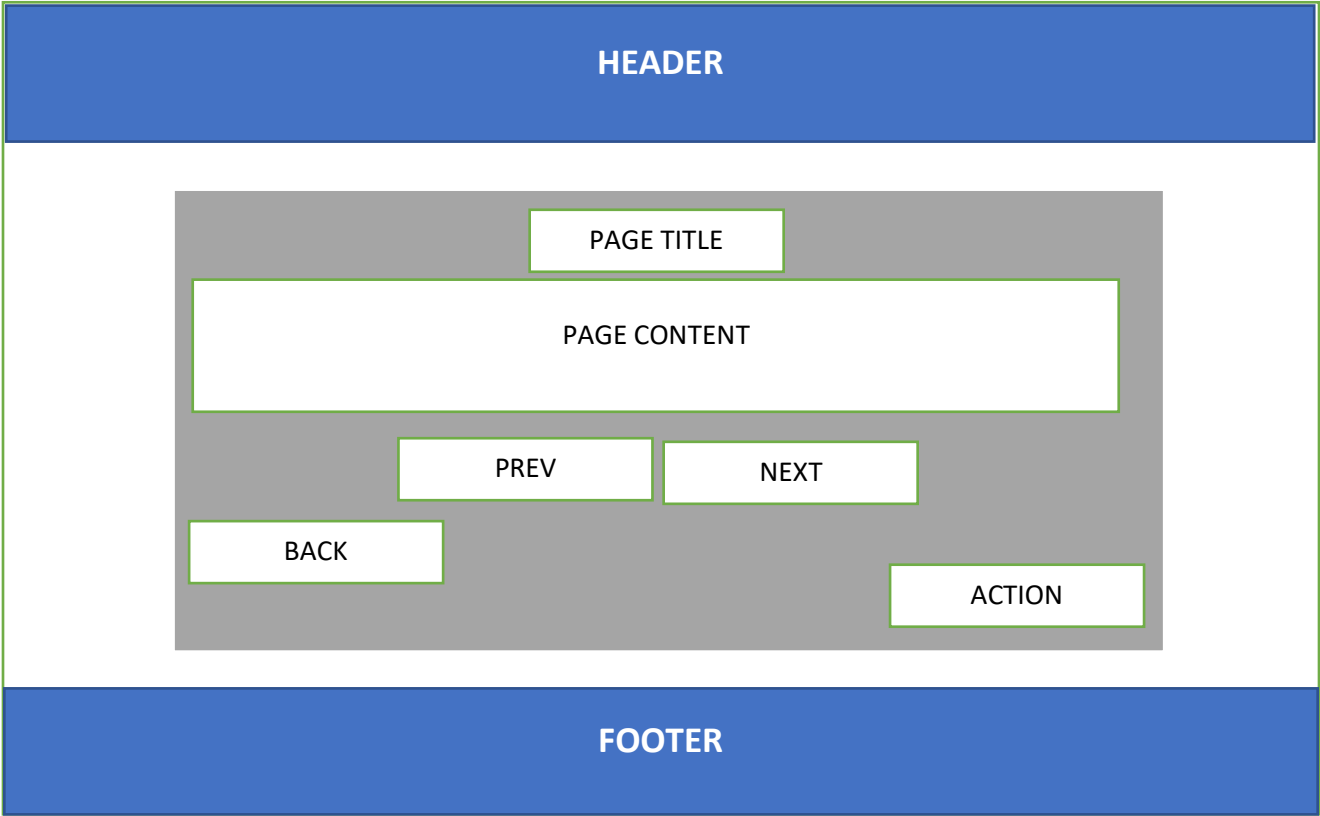 HEADER
PAGE TITLE
PAGE CONTENT
PREV
NEXT
BACK
ACTION
FOOTER